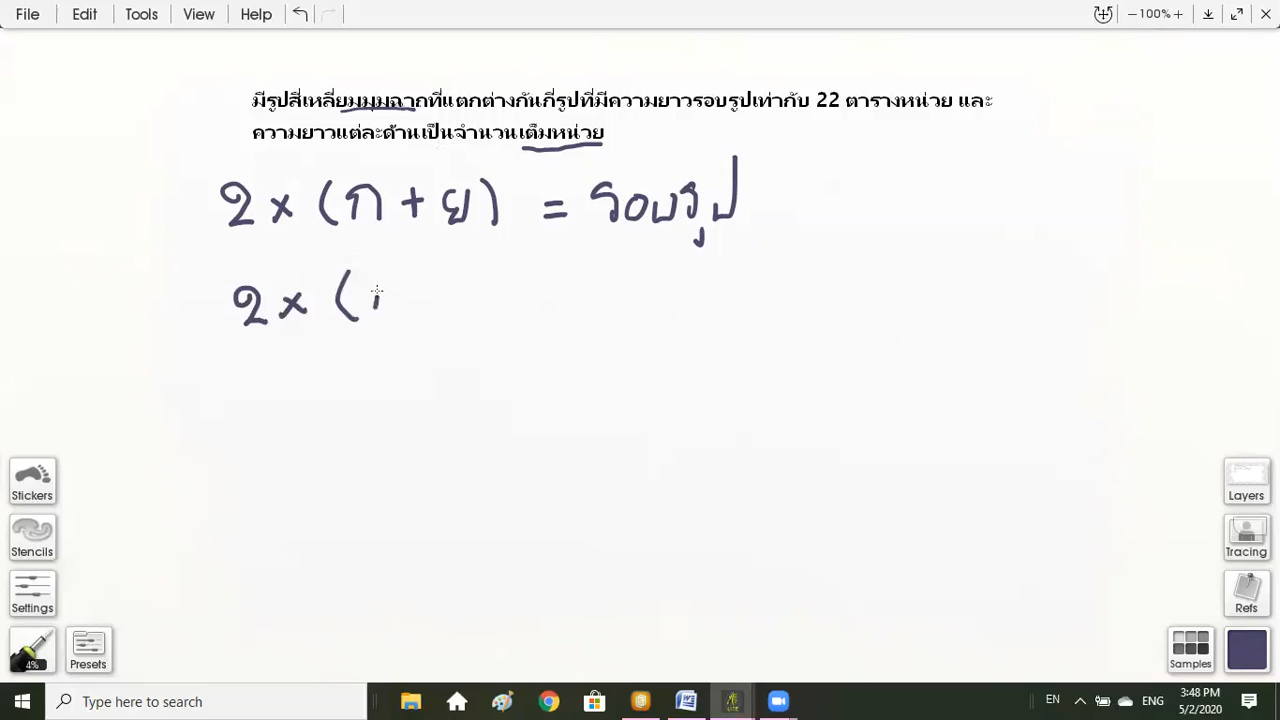 File Edit Tools View Help −100%+
มีรูปสี่เหลี่ยมมุมฉากที่แตกต่างกันกี่รูปที่มีความยาวรอบรูปเท่ากับ 22 ตารางหน่วย และ
ความยาวแต่ละด้านเป็นจำนวนเต็มหน่วย
2 × (ก + ย) = รอบรูป
2 × (
Stickers
Stencils
Settings
4%
Presets
Layers
Tracing
Refs
Samples
Type here to search
EN ENG 3:48 PM
5/2/2020